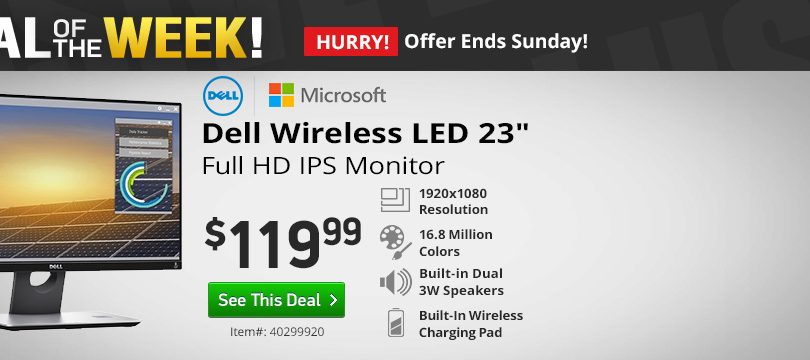 AL OF THE WEEK!
HURRY! Offer Ends Sunday!
DELL Microsoft
Dell Wireless LED 23"
Full HD IPS Monitor
$119.99
1920x1080
Resolution
16.8 Million
Colors
Built-in Dual
3W Speakers
Built-In Wireless
Charging Pad
See This Deal >
Item#: 40299920
DELL